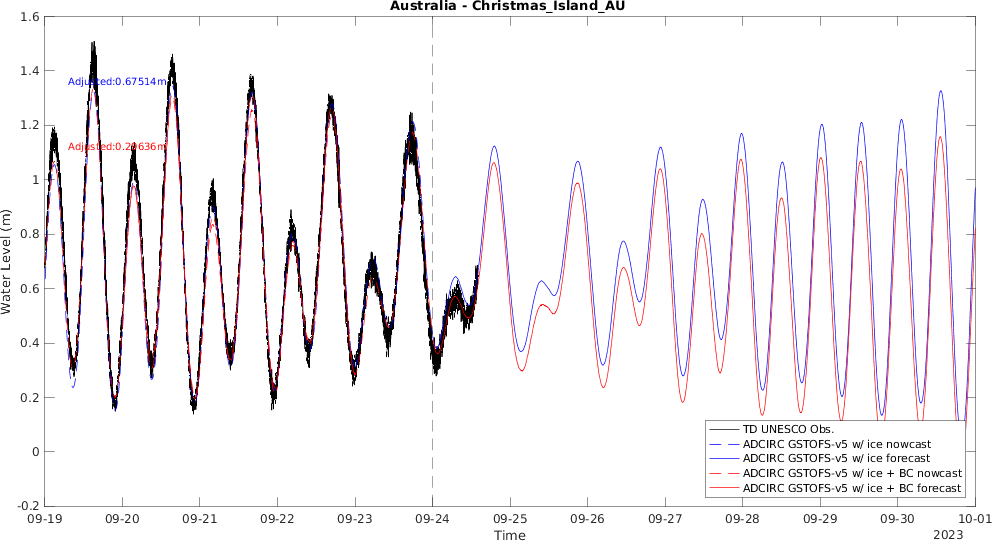 Australia - Christmas_Island_AU
1.6
1.4
1.2
1
0.8
0.6
0.4
0.2
0
-0.2
Water Level (m)
Adjusted:0.67514m
Adjusted:0.29636m
TD UNESCO Obs.
ADCIRC GSTOFS-v5 w/ ice nowcast
ADCIRC GSTOFS-v5 w/ ice forecast
ADCIRC GSTOFS-v5 w/ ice + BC nowcast
ADCIRC GSTOFS-v5 w/ ice + BC forecast
09-19 09-20 09-21 09-22 09-23 09-24 09-25 09-26 09-27 09-28 09-29 09-30 10-01
Time
2023